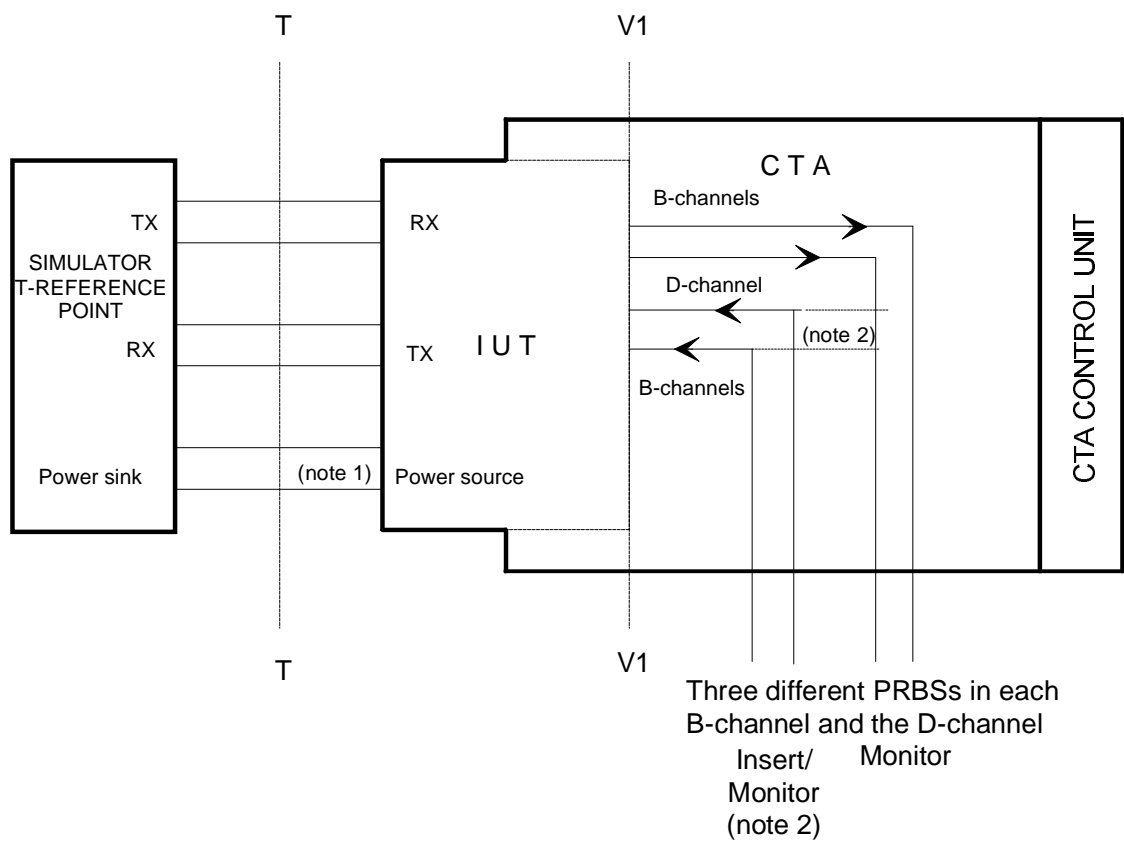 T
V1
C T A
B-channels
TX
RX
SIMULATOR
T-REFERENCE
POINT
D-channel
(note 2)
RX
TX
I U T
B-channels
Power sink
(note 1)
Power source
CTA CONTROL UNIT
T
V1
Three different PRBSs in each
B-channel and the D-channel
Insert/
Monitor
(note 2)
Monitor